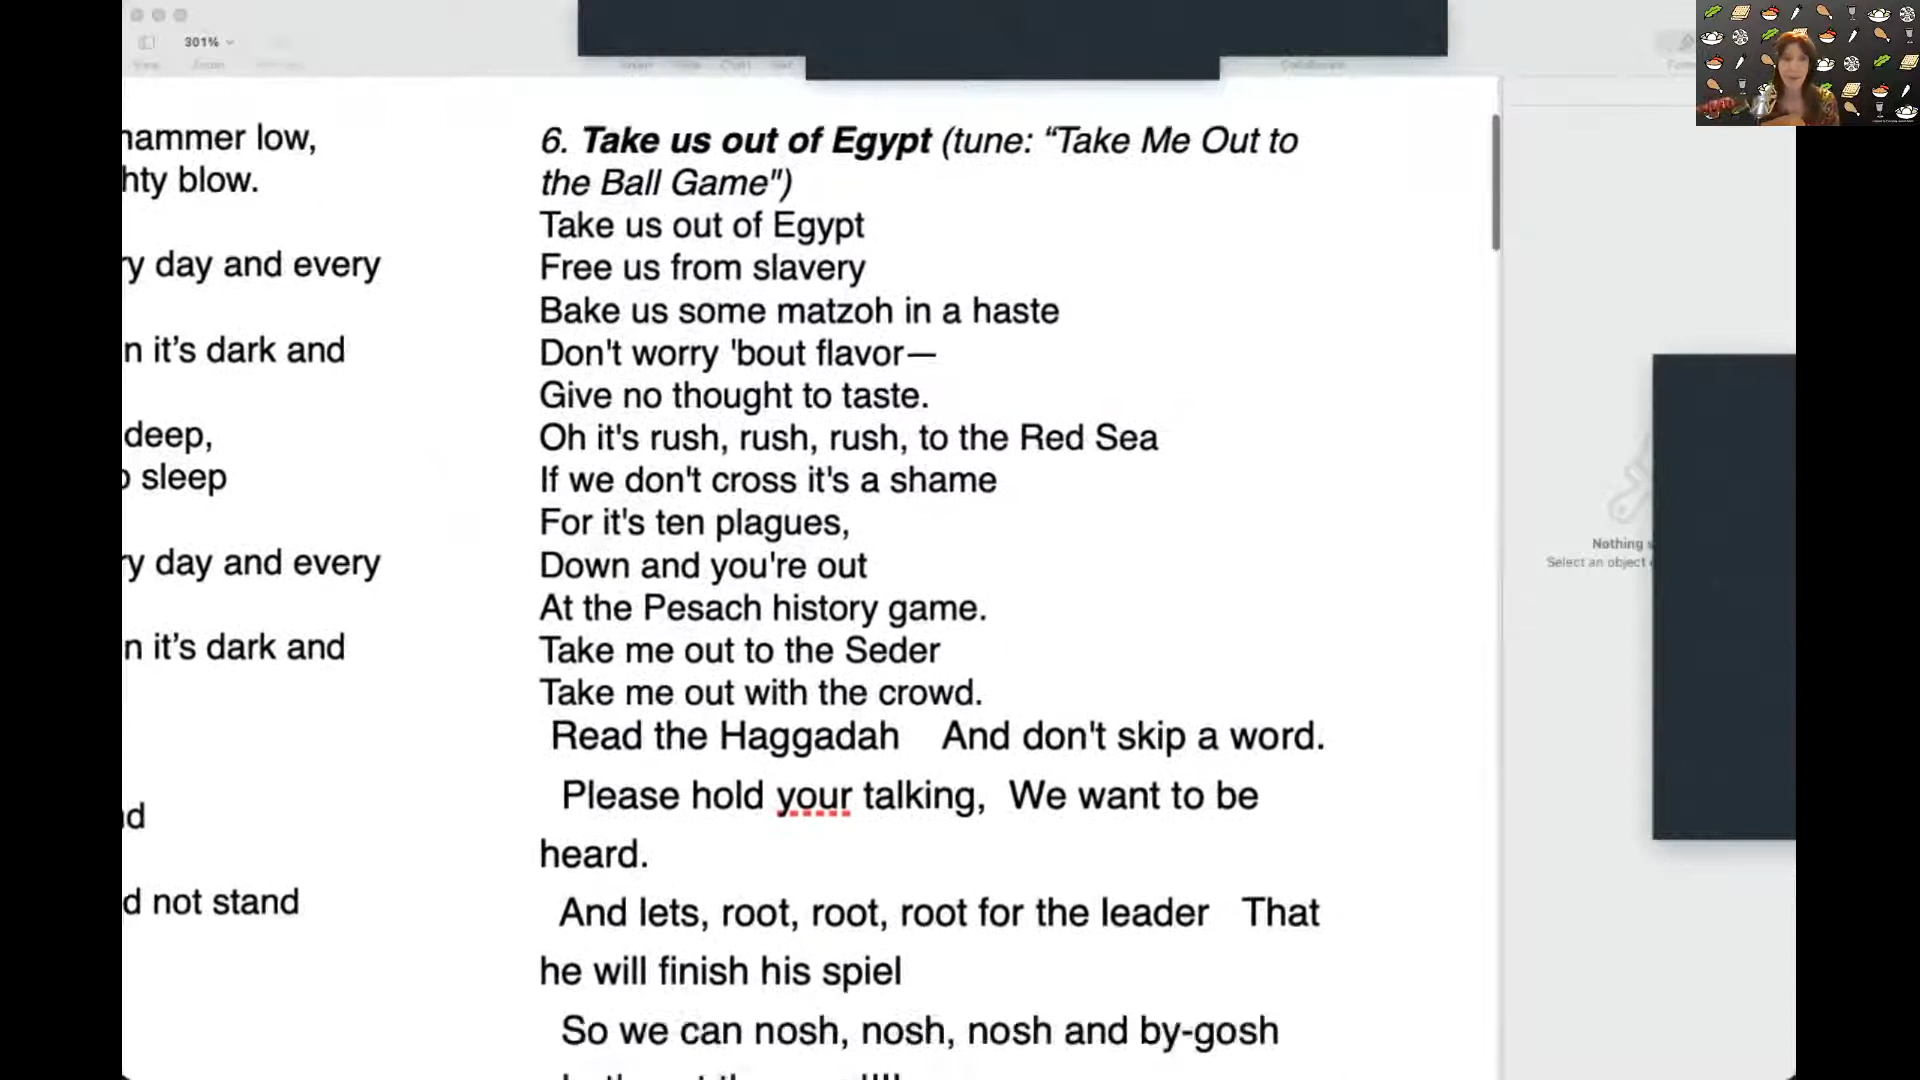 301%
hammer low,
hty blow.
ry day and every
n it's dark and
deep,
sleep
ry day and every
n it's dark and
d
d not stand
6. Take us out of Egypt (tune: “Take Me Out to
the Ball Game")
Take us out of Egypt
Free us from slavery
Bake us some matzoh in a haste
Don't worry 'bout flavor—
Give no thought to taste.
Oh it's rush, rush, rush, to the Red Sea
If we don't cross it's a shame
For it's ten plagues,
Down and you're out
At the Pesach history game.
Take me out to the Seder
Take me out with the crowd.
Read the Haggadah And don't skip a word.
Please hold your talking, We want to be
heard.
And lets, root, root, root for the leader That
he will finish his spiel
So we can nosh, nosh, nosh and by-gosh
Nothing s
Select an object